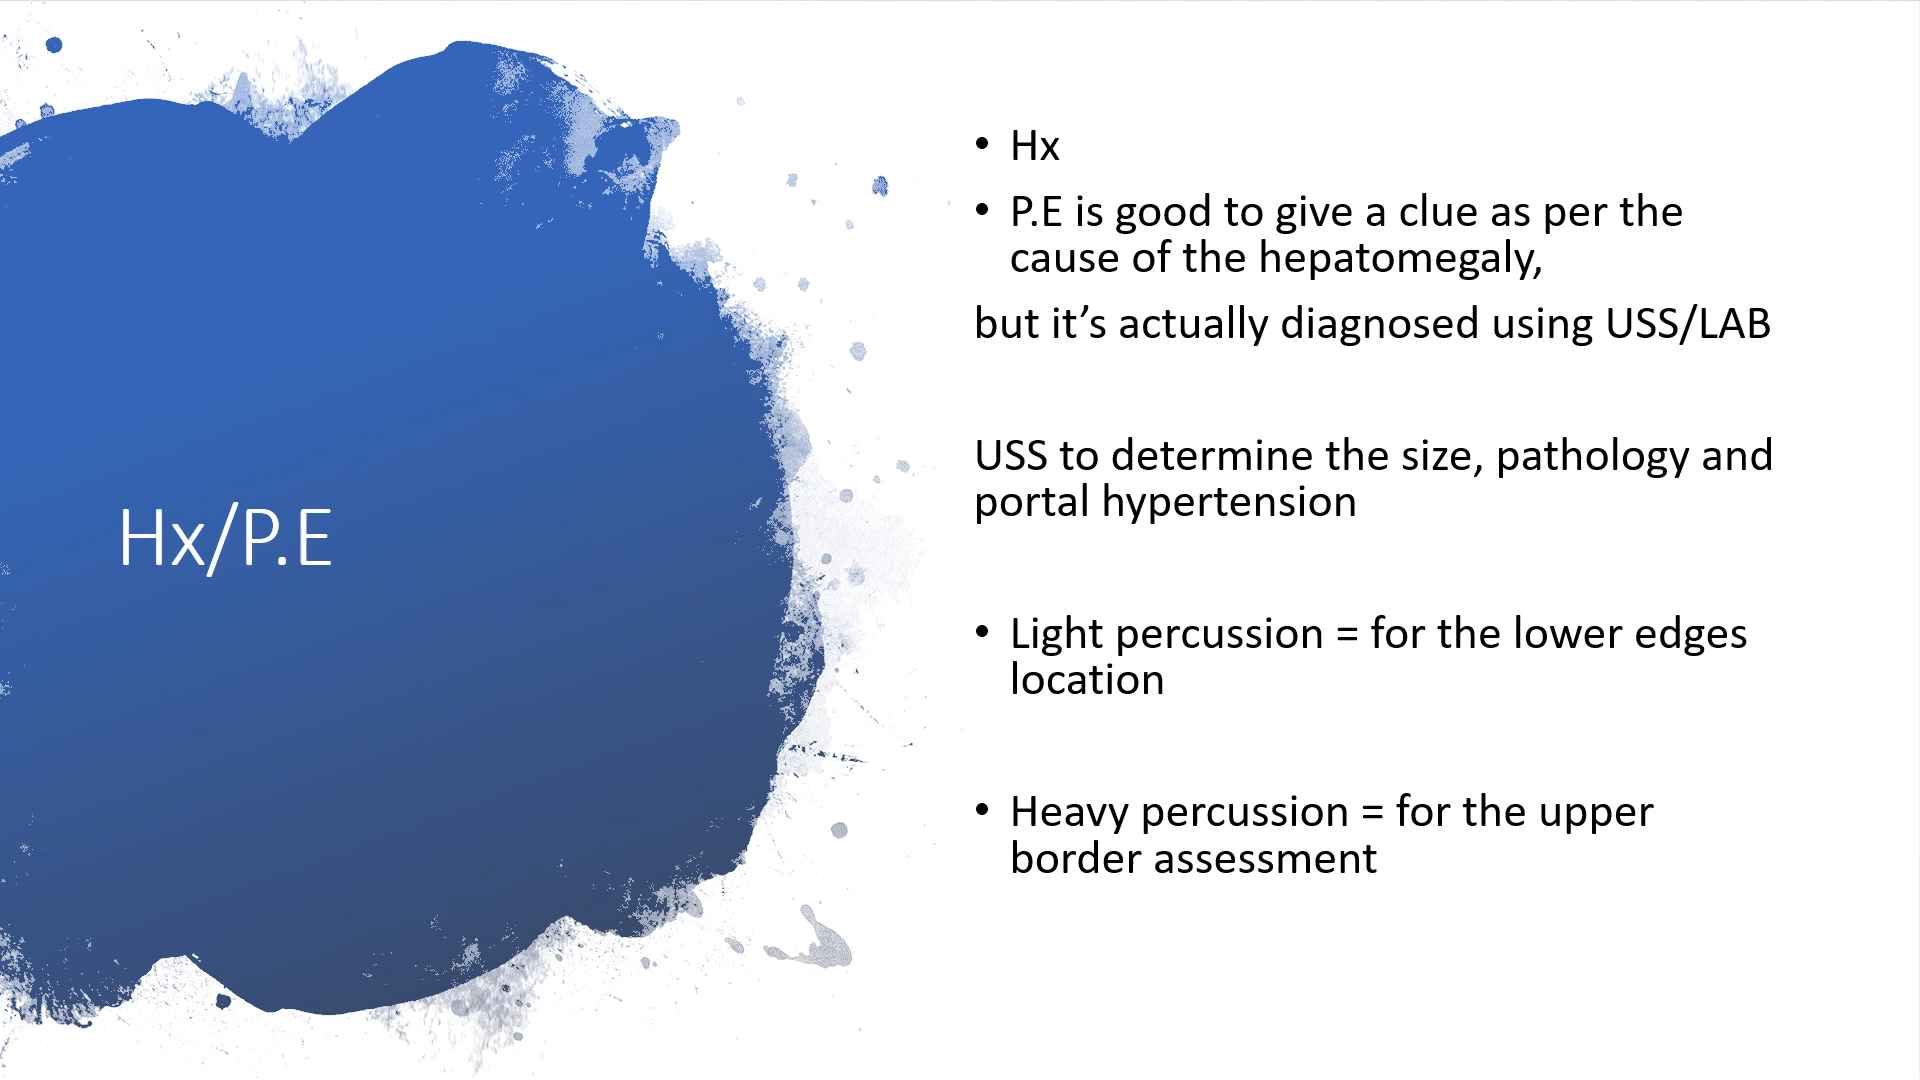 Hx/P.E
• Hx
• P.E is good to give a clue as per the
cause of the hepatomegaly,
but it’s actually diagnosed using USS/LAB
USS to determine the size, pathology and
portal hypertension
• Light percussion = for the lower edges
location
• Heavy percussion = for the upper
border assessment